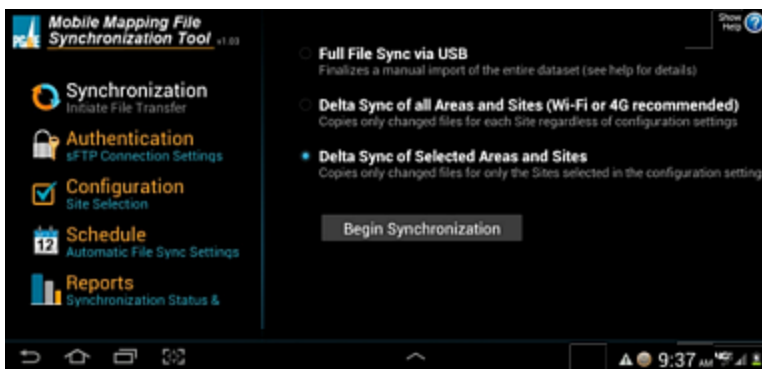 Mobile Mapping File
Synchronization Tool v1.03
PG&E
Show
Help
Synchronization
Initiate File Transfer
Authentication
sFTP Connection Settings
Configuration
Site Selection
Schedule
Automatic File Sync Settings
12
Reports
Synchronization Status &
Full File Sync via USB
Finalizes a manual import of the entire dataset (see help for details)
Delta Sync of all Areas and Sites (Wi-Fi or 4G recommended)
Copies only changed files for each Site regardless of configuration settings
Delta Sync of Selected Areas and Sites
Copies only changed files for only the Sites selected in the configuration setting
Begin Synchronization
9:37 AM